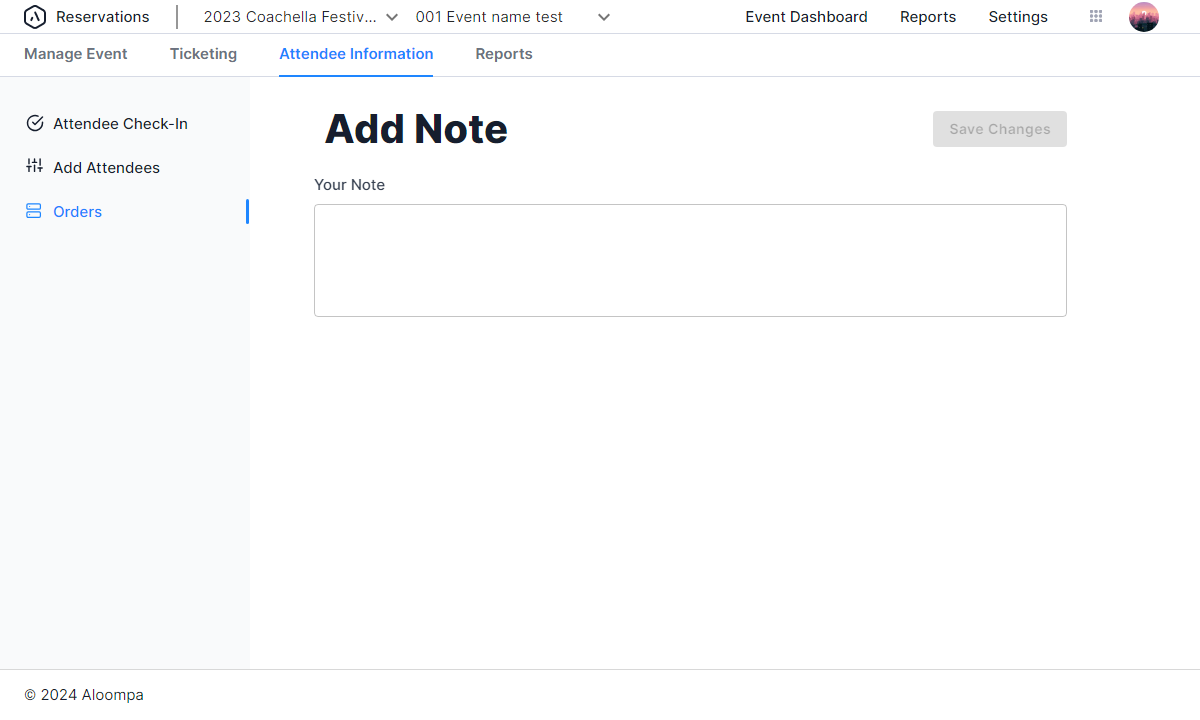 Reservations 2023 Coachella Festiv... 001 Event name test Event Dashboard Reports Settings
Manage Event Ticketing Attendee Information Reports
Attendee Check-In
Add Attendees
Orders
Add Note
Save Changes
Your Note
© 2024 Aloompa